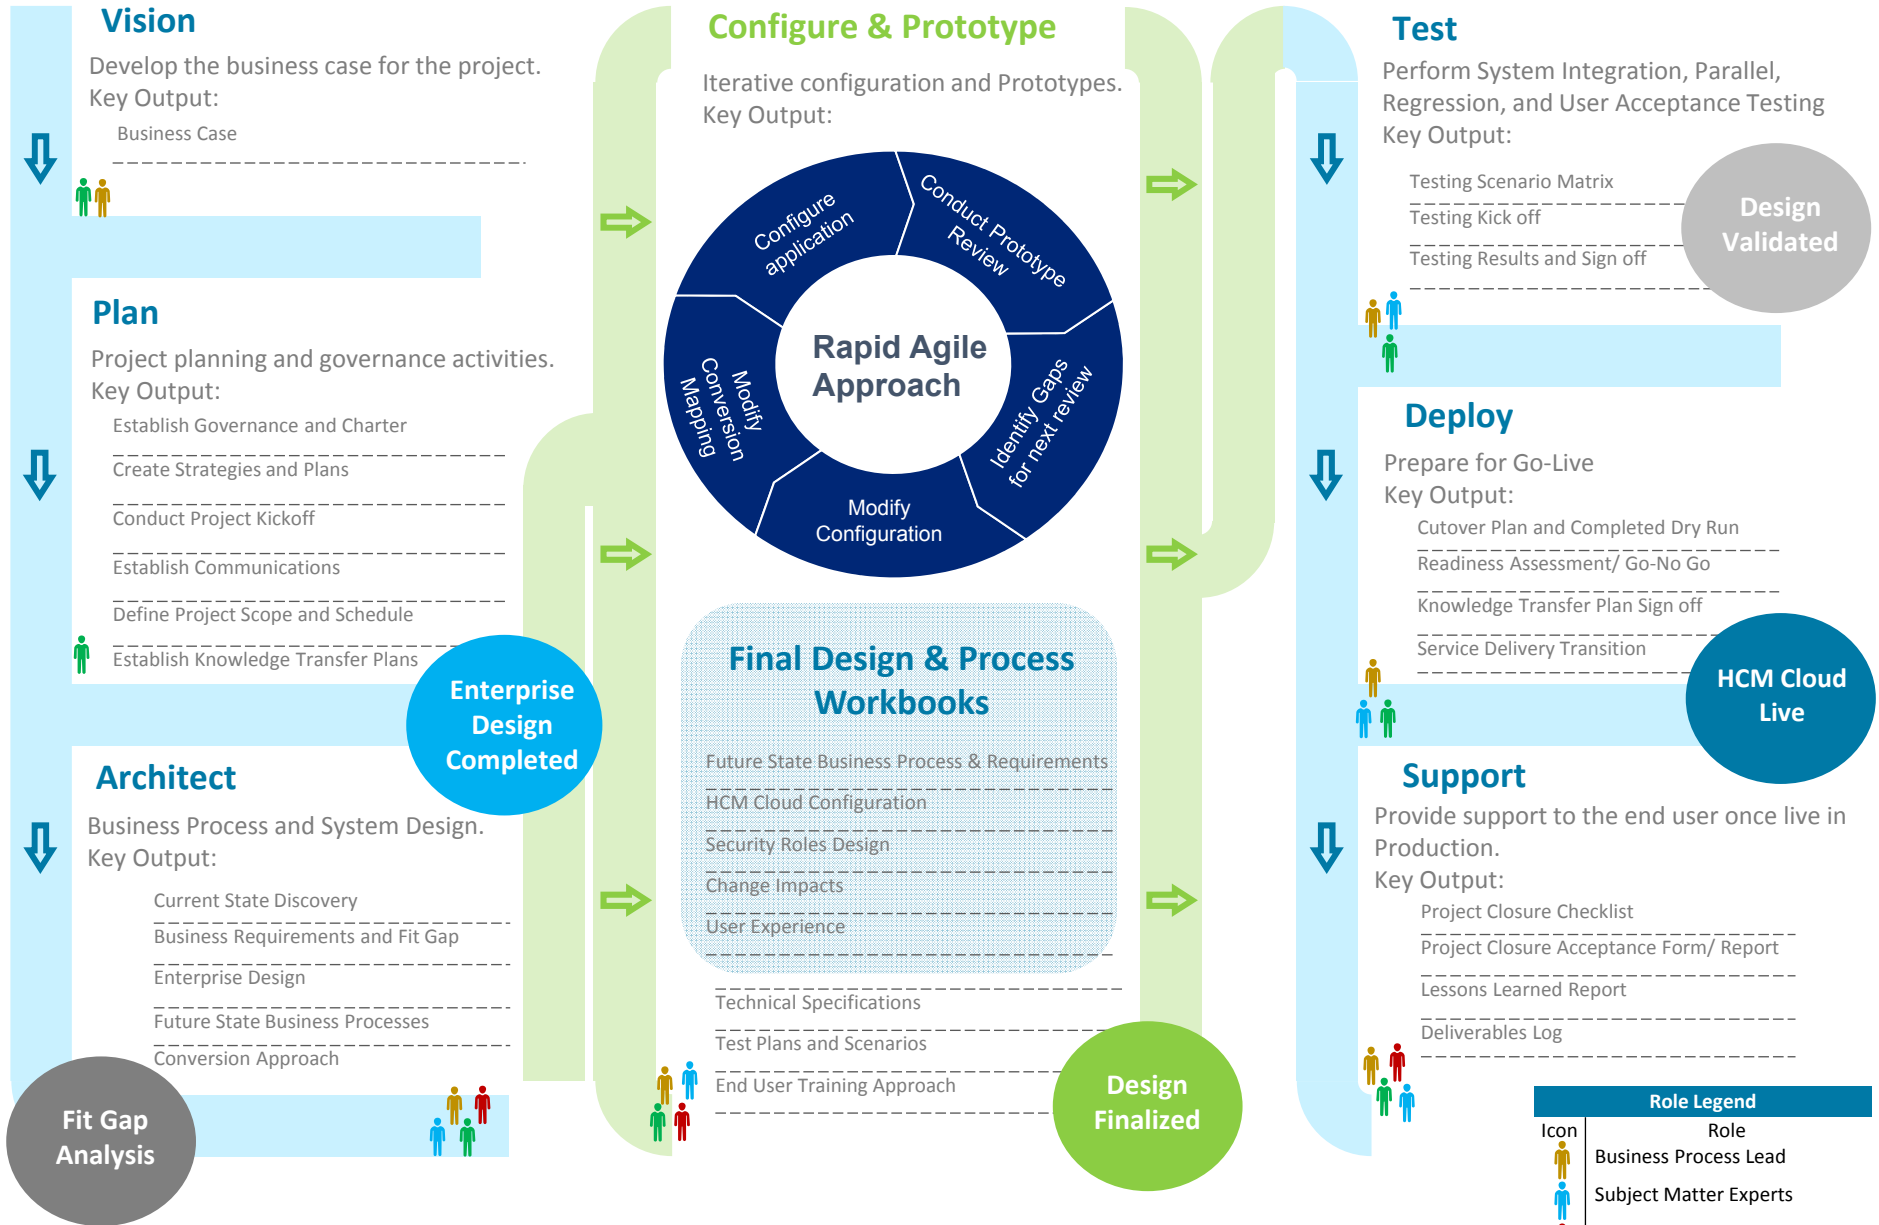 Vision
Develop the business case for the project.
Key Output:
Business Case
Plan
Project planning and governance activities.
Key Output:
Establish Governance and Charter
Create Strategies and Plans
Conduct Project Kickoff
Establish Communications
Define Project Scope and Schedule
Establish Knowledge Transfer Plans
Enterprise
Design
Completed
Architect
Business Process and System Design.
Key Output:
Current State Discovery
Business Requirements and Fit Gap
Enterprise Design
Future State Business Processes
Conversion Approach
Fit Gap
Analysis
Configure & Prototype
Iterative configuration and Prototypes.
Key Output:
Configure
application
Conduct Prototype
Review
Identify Gaps
for next review
Modify
Configuration
Modify
Conversion
Mapping
Rapid Agile
Approach
Final Design & Process
Workbooks
Future State Business Process & Requirements
HCM Cloud Configuration
Security Roles Design
Change Impacts
User Experience
Technical Specifications
Test Plans and Scenarios
End User Training Approach
Design
Finalized
Test
Perform System Integration, Parallel,
Regression, and User Acceptance Testing
Key Output:
Testing Scenario Matrix
Testing Kick off
Testing Results and Sign off
Design
Validated
Deploy
Prepare for Go-Live
Key Output:
Cutover Plan and Completed Dry Run
Readiness Assessment/ Go-No Go
Knowledge Transfer Plan Sign off
Service Delivery Transition
HCM Cloud
Live
Support
Provide support to the end user once live in
Production.
Key Output:
Project Closure Checklist
Project Closure Acceptance Form/ Report
Lessons Learned Report
Deliverables Log
Role Legend
Icon Role
Business Process Lead
Subject Matter Experts